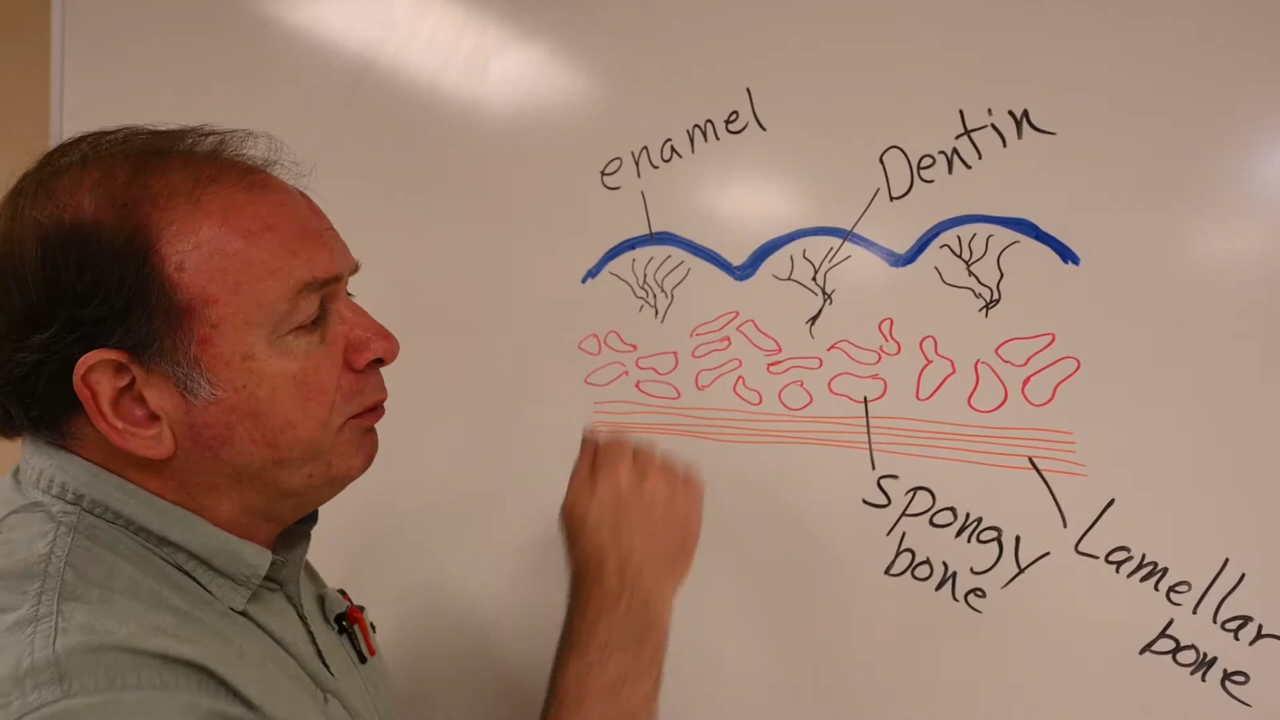 enamel
Dentin
spongy
bone
Lamellar
bone